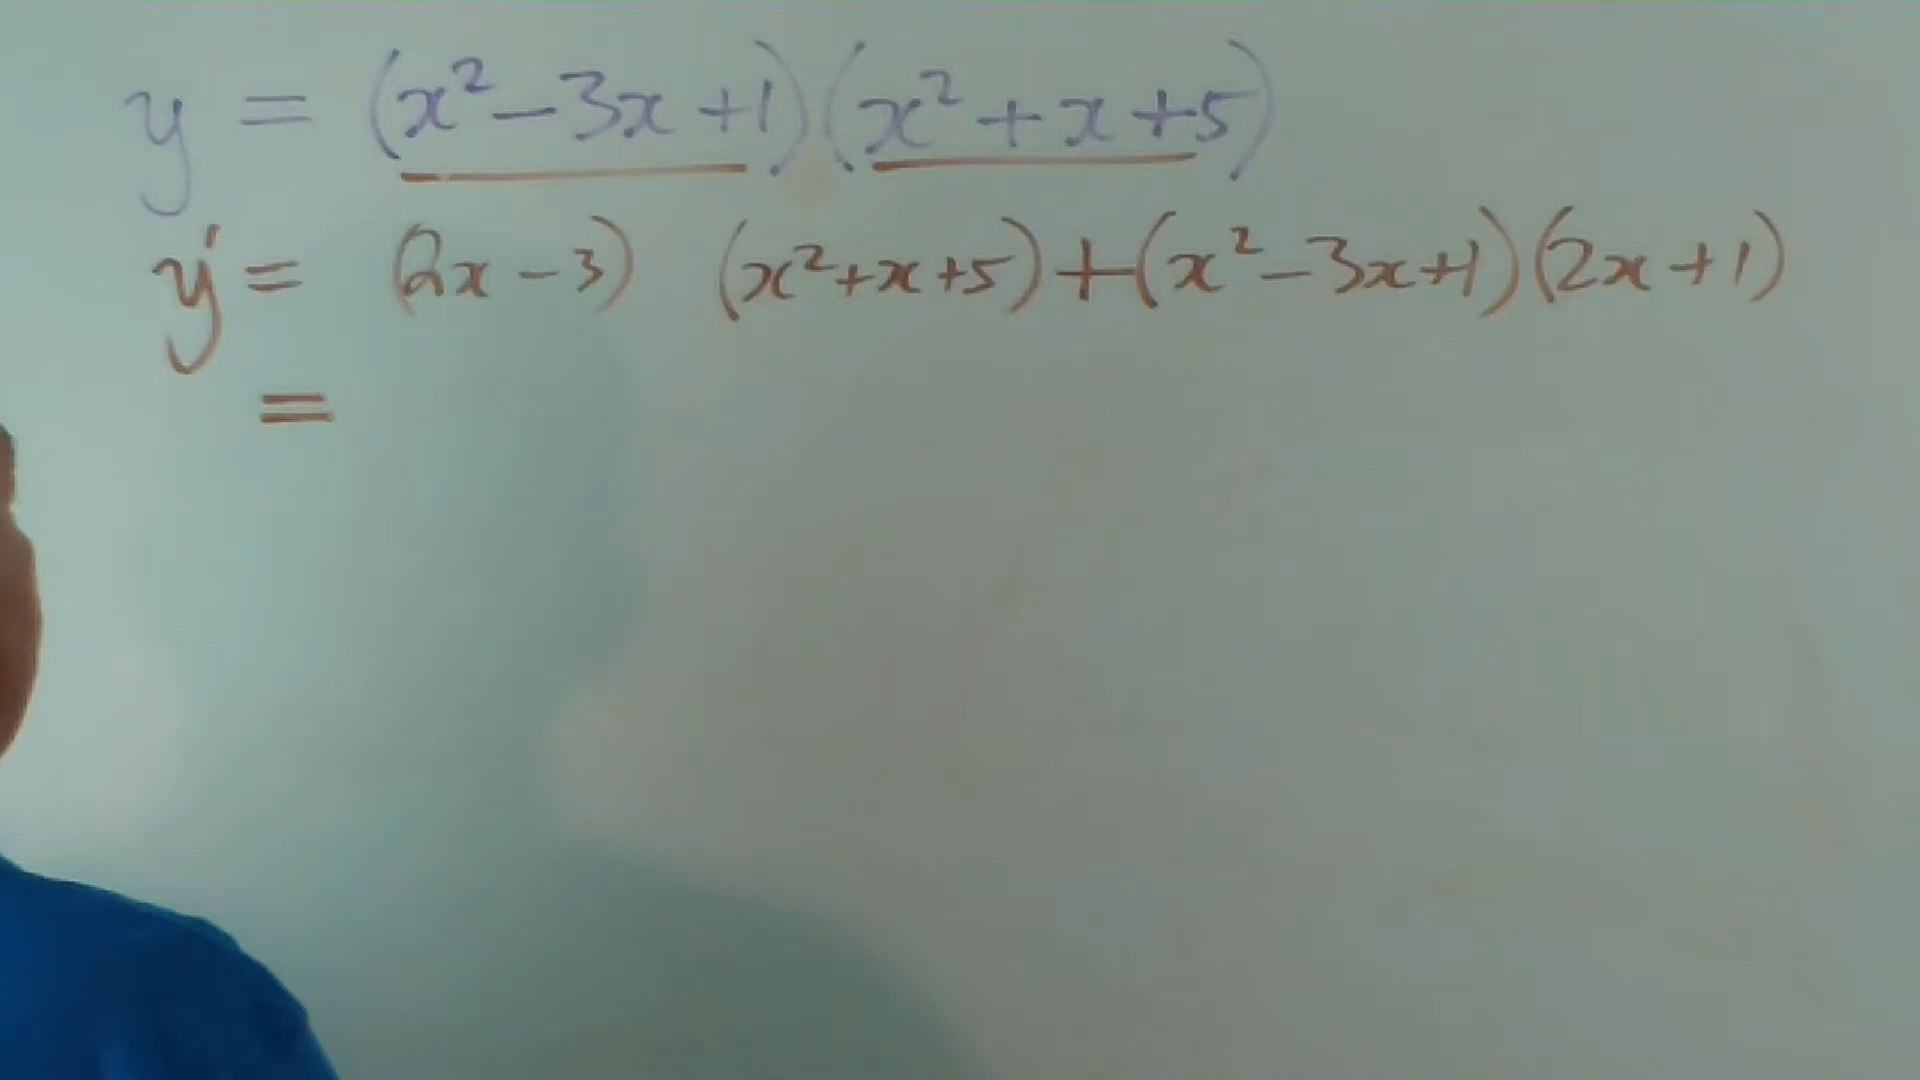 y = (x² - 3x + 1)(x² + x + 5)
y' = (2x - 3) (x² + x + 5) + (x² - 3x + 1)(2x + 1)
=